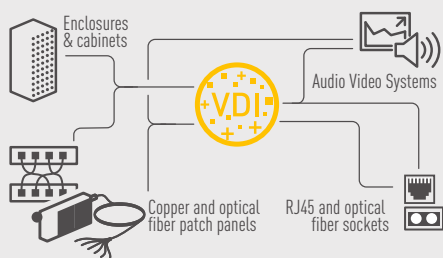 Enclosures
& cabinets
Audio Video Systems
VDI
Copper and optical
fiber patch panels
RJ45 and optical
fiber sockets